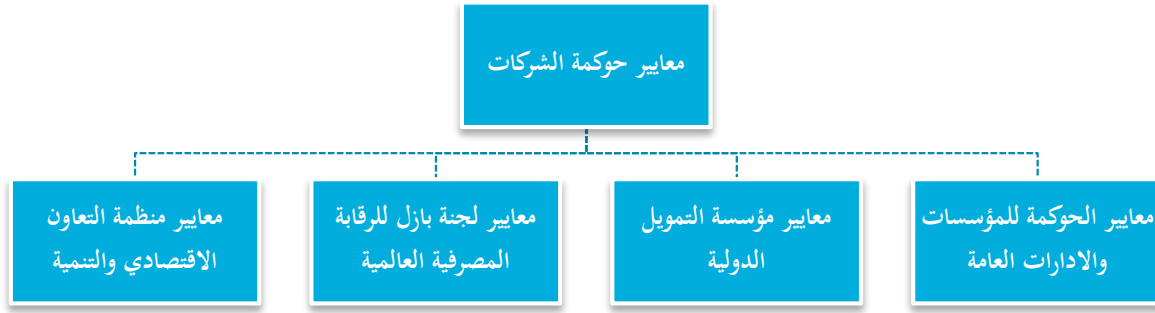 معايير حوكمة الشركات
معايير الحوكمة للمؤسسات
والادارات العامة
معايير مؤسسة التمويل
الدولية
معايير لجنة بازل للرقابة
المصرفية العالمية
معايير منظمة التعاون
الاقتصادي والتنمية